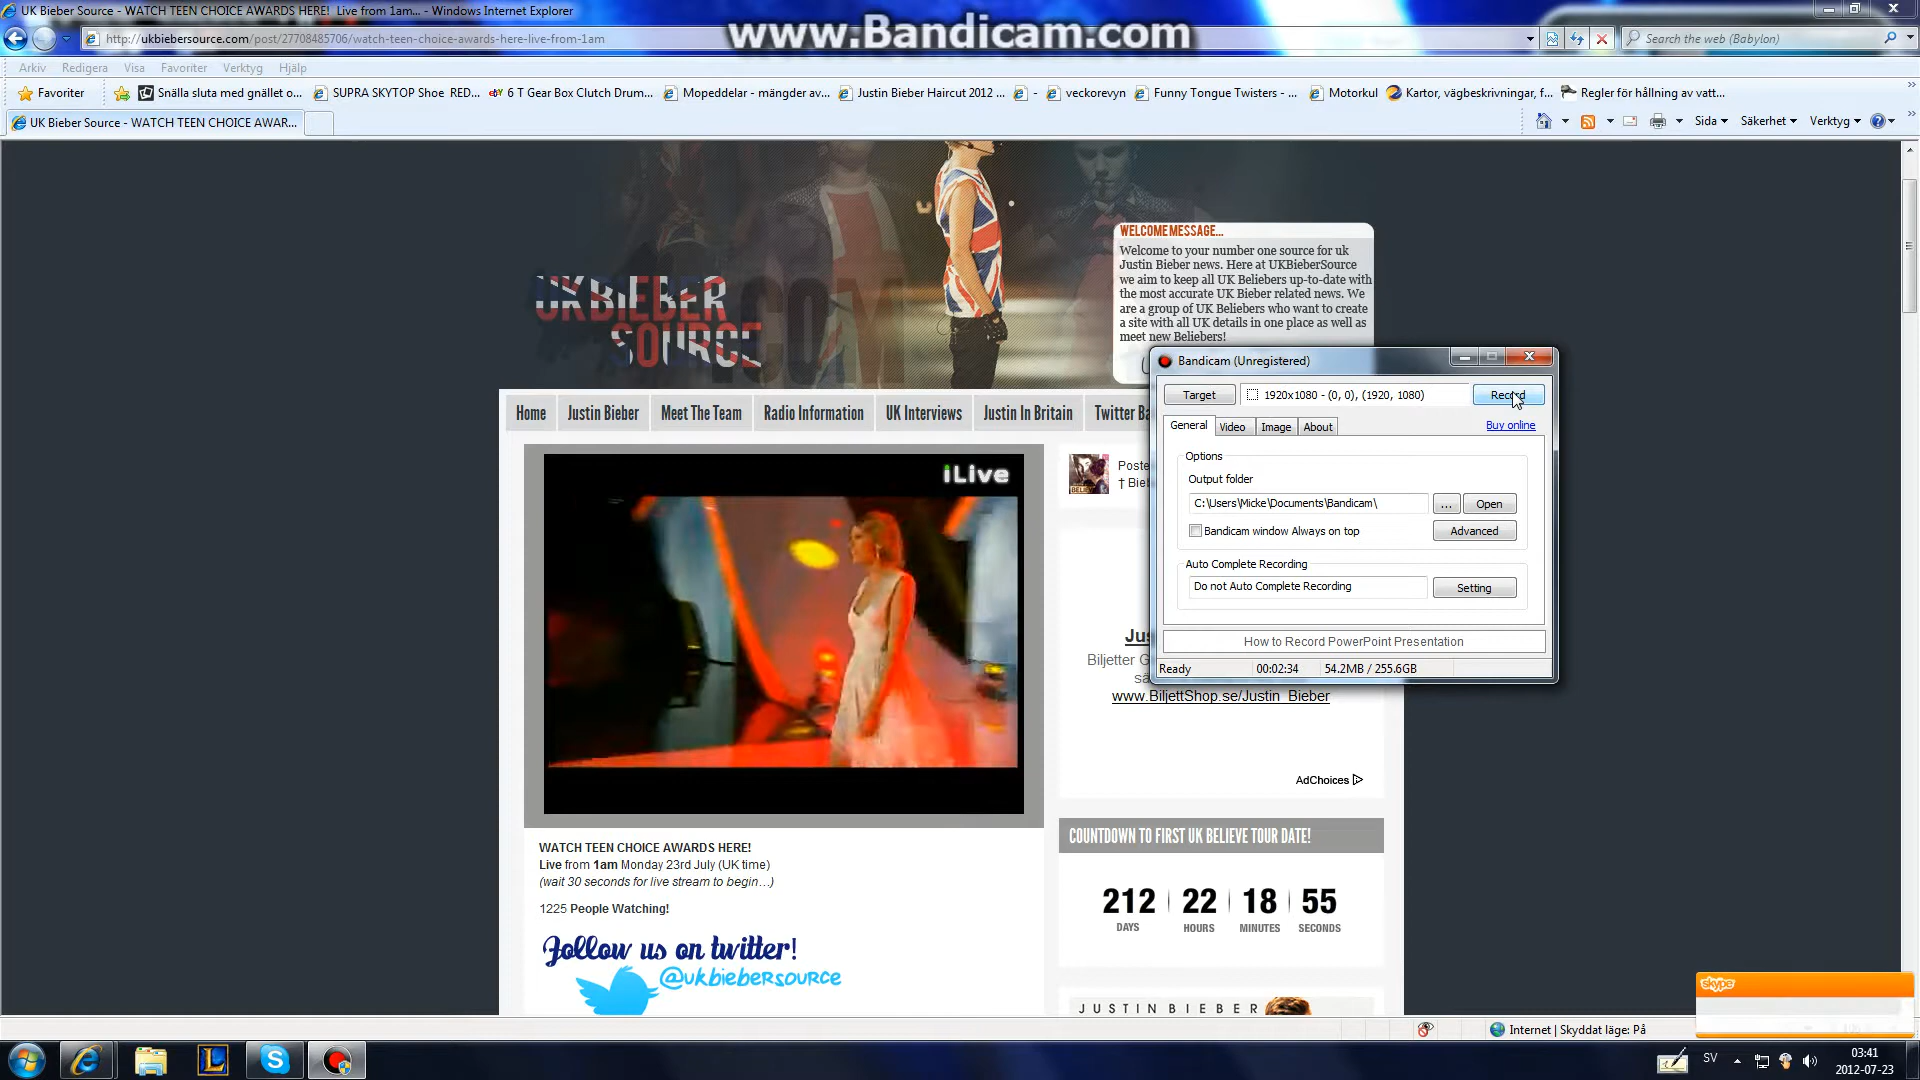 UK Bieber Source - WATCH TEEN CHOICE AWARDS HERE!  Live from 1am... - Windows Internet Explorer
www.Bandicam.com
http://ukbiebersource.com/post/27708485706/watch-teen-choice-awards-here-live-from-1am
Search the web (Babylon)
Arkiv Redigera Visa Favoriter Verktyg Hjälp
Favoriter
Snälla sluta med gnället o...
SUPRA SKYTOP Shoe RED...
6 T Gear Box Clutch Drum...
Mopeddelar - mängder av...
Justin Bieber Haircut 2012 ...
-
veckorevyn
Funny Tongue Twisters - ...
Motorkul
Kartor, vägbeskrivningar, f...
Regler för hållning av vatt...
UK Bieber Source - WATCH TEEN CHOICE AWAR...
Sida Säkerhet Verktyg
WELCOME MESSAGE...
Welcome to your number one source for uk
Justin Bieber news. Here at UKBieberSource
we aim to keep all UK Beliebers up-to-date with
the most accurate UK Bieber related news. We
are a group of UK Beliebers who want to create
a site with all UK details in one place as well as
meet new Beliebers!
UKBIEBER
SOURCE
.COM
Bandicam (Unregistered)
Target
1920x1080 - (0, 0), (1920, 1080)
Record
General Video Image About
Buy online
Options
Output folder
C:\Users\Micke\Documents\Bandicam\
...
Open
Bandicam window Always on top
Advanced
Auto Complete Recording
Do not Auto Complete Recording
Setting
How to Record PowerPoint Presentation
Ready 00:02:34 54.2MB / 255.6GB
Home Justin Bieber Meet The Team Radio Information UK Interviews Justin In Britain Twitter Ba
iLive
Poste
† Bie
Jus
Biljetter G
sä
www.BiljettShop.se/Justin_Bieber
AdChoices
WATCH TEEN CHOICE AWARDS HERE!
Live from 1am Monday 23rd July (UK time)
(wait 30 seconds for live stream to begin...)
1225 People Watching!
Follow us on twitter!
@ukbiebersource
COUNTDOWN TO FIRST UK BELIEVE TOUR DATE!
212 22 18 55
DAYS HOURS MINUTES SECONDS
JUSTIN BIEBER
skype
Internet | Skyddat läge: På
SV
03:41
2012-07-23